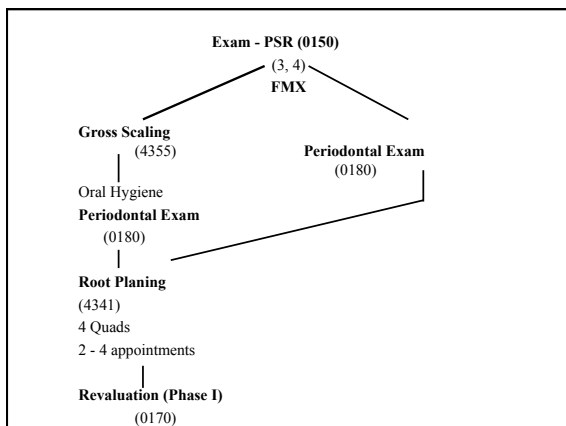 Exam - PSR (0150)
(3, 4)
FMX
Gross Scaling
(4355)
Periodontal Exam
(0180)
Oral Hygiene
Periodontal Exam
(0180)
Root Planing
(4341)
4 Quads
2 - 4 appointments
Revaluation (Phase I)
(0170)